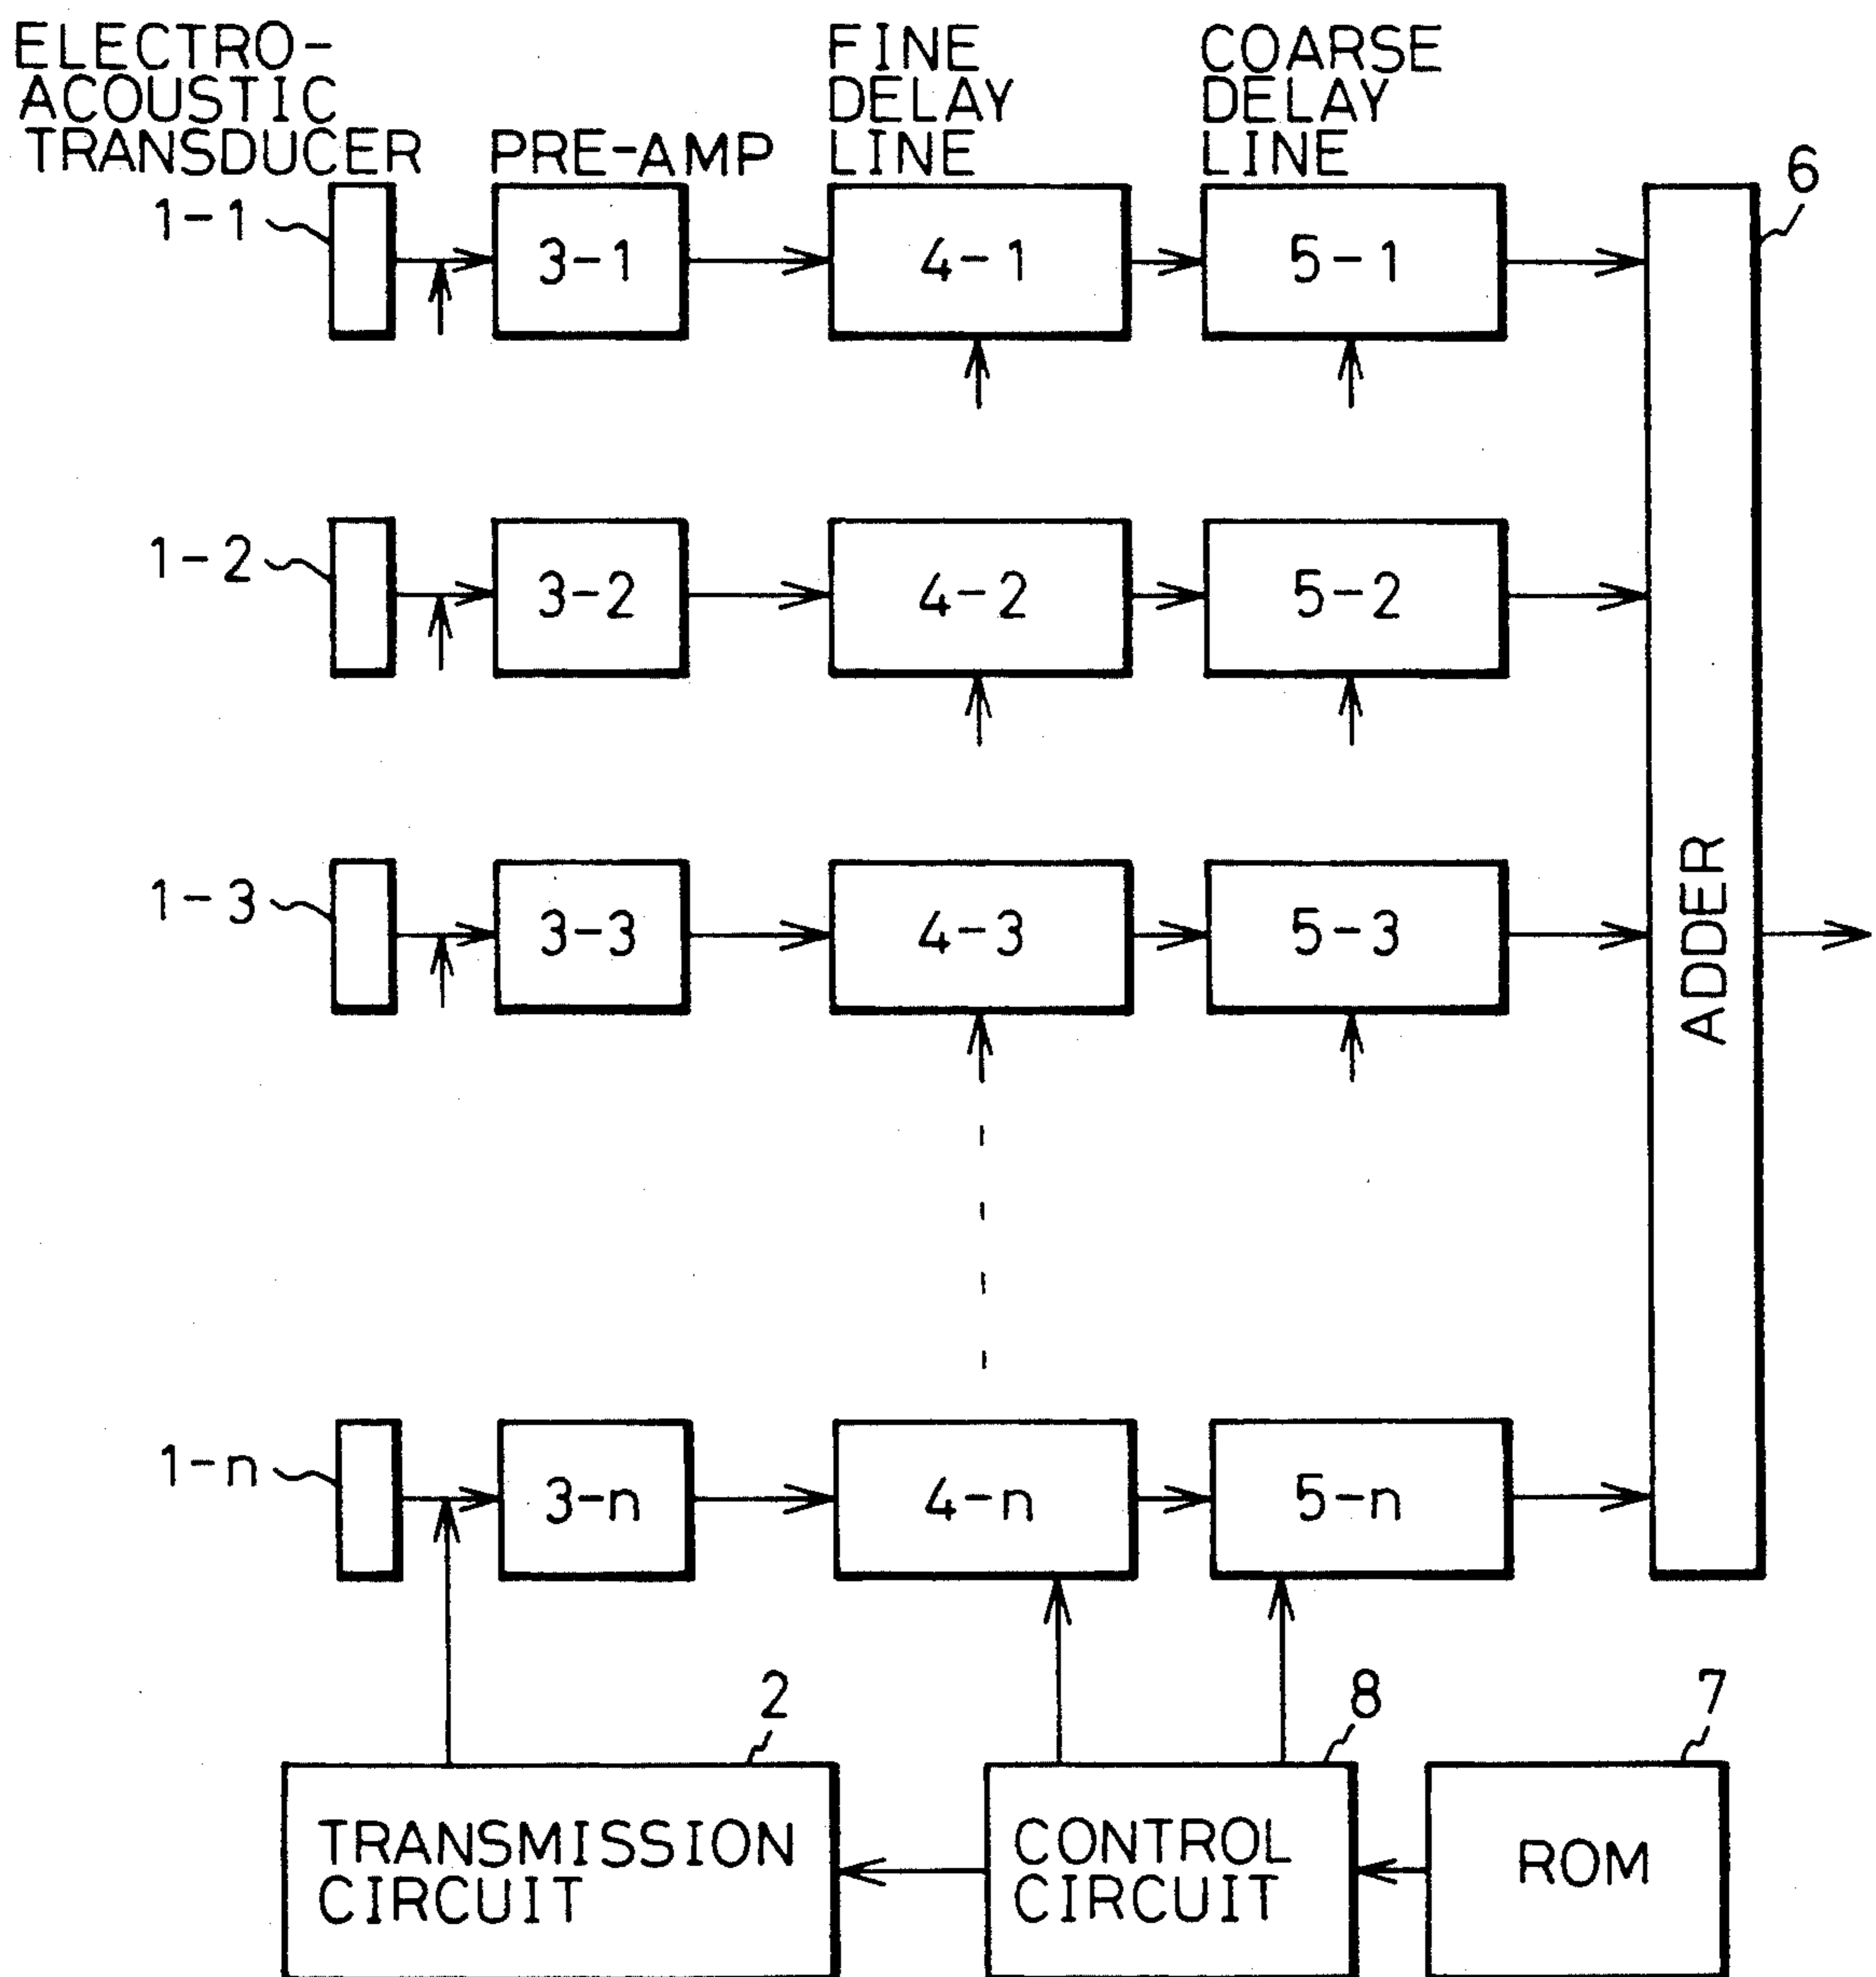 ELECTRO-
ACOUSTIC
TRANSDUCER
PRE-AMP
FINE
DELAY
LINE
COARSE
DELAY
LINE
6
1-1
3-1
4-1
5-1
1-2
3-2
4-2
5-2
1-3
3-3
4-3
5-3
ADDER
1-n
3-n
4-n
5-n
2
8
7
TRANSMISSION
CIRCUIT
CONTROL
CIRCUIT
ROM